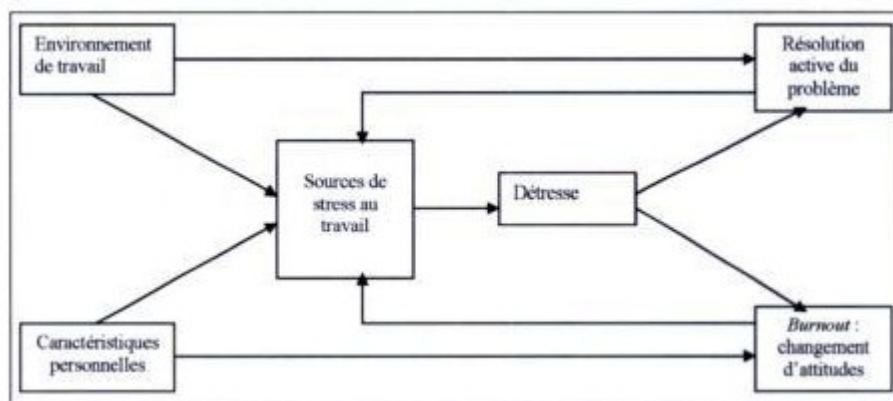 Environnement
de travail
Résolution
active du
problème
Sources de
stress au
travail
Détresse
Caractéristiques
personnelles
Burnout :
changement
d'attitudes